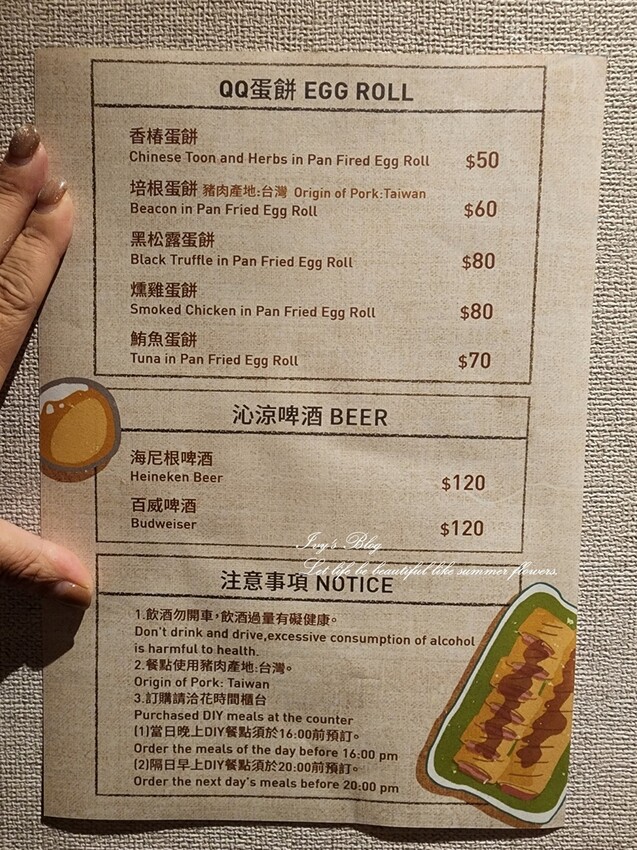 QQ蛋餅 EGG ROLL
香椿蛋餅
Chinese Toon and Herbs in Pan Fired Egg Roll $50
培根蛋餅 豬肉產地:台灣 Origin of Pork:Taiwan
Beacon in Pan Fried Egg Roll $60
黑松露蛋餅
Black Truffle in Pan Fried Egg Roll $80
燻雞蛋餅
Smoked Chicken in Pan Fried Egg Roll $80
鮪魚蛋餅
Tuna in Pan Fried Egg Roll $70
沁涼啤酒 BEER
海尼根啤酒
Heineken Beer $120
百威啤酒
Budweiser $120
Ivy's Blog
Let life be beautiful like summer flowers.
注意事項 NOTICE
1.飲酒勿開車,飲酒過量有礙健康。
Don't drink and drive,excessive consumption of alcohol
is harmful to health.
2.餐點使用豬肉產地:台灣。
Origin of Pork: Taiwan
3.訂購請洽花時間櫃台
Purchased DIY meals at the counter
(1)當日晚上DIY餐點須於16:00前預訂。
Order the meals of the day before 16:00 pm
(2)隔日早上DIY餐點須於20:00前預訂。
Order the next day's meals before 20:00 pm